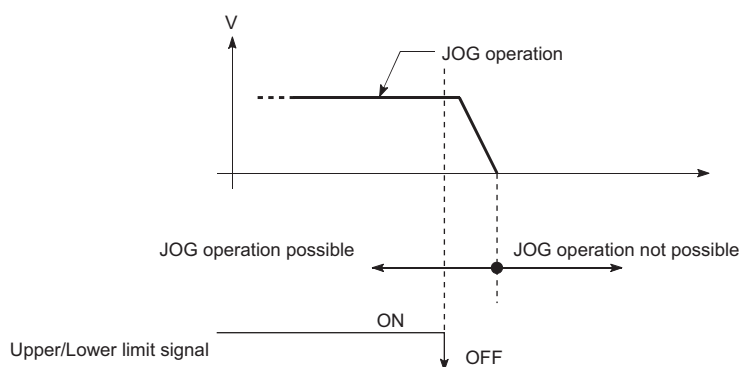 V
JOG operation
JOG operation possible
JOG operation not possible
ON
Upper/Lower limit signal
OFF